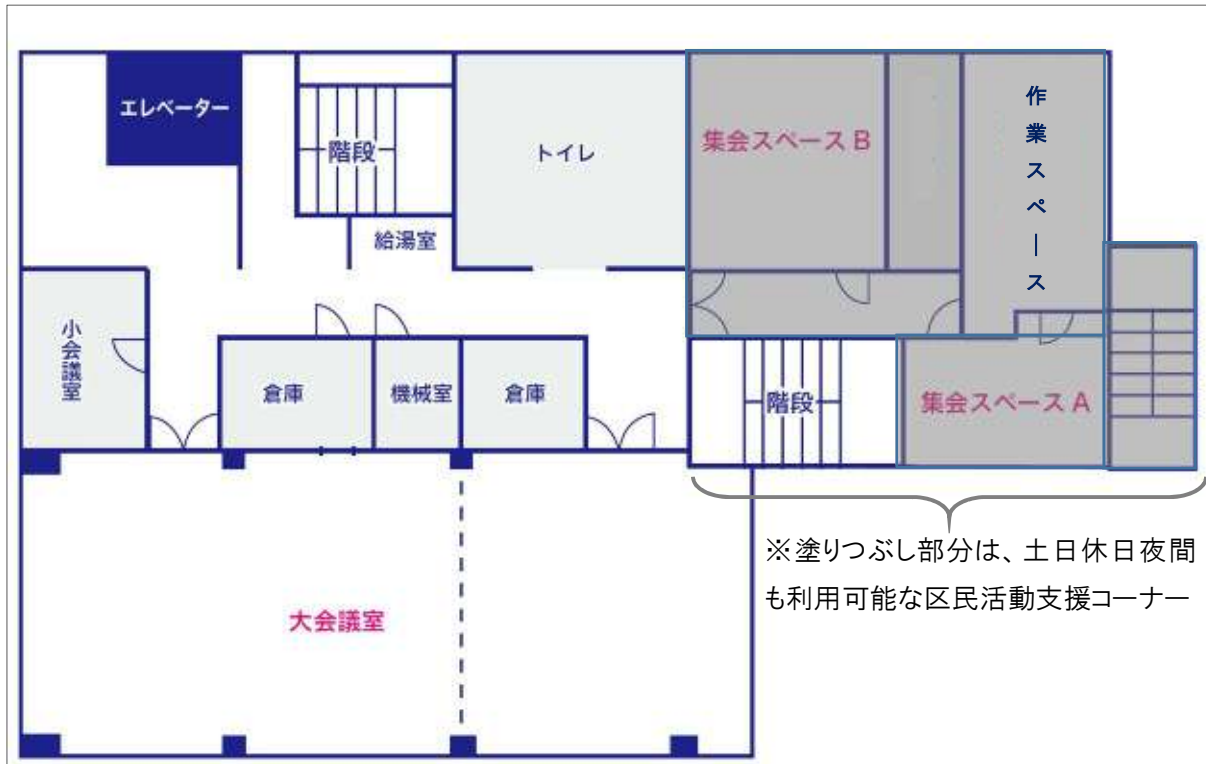 エレベーター
階段
トイレ
集会スペース B
作業スペース
給湯室
小会議室
倉庫
機械室
倉庫
階段
集会スペース A
※塗りつぶし部分は、土日休日夜間
も利用可能な区民活動支援コーナー
大会議室